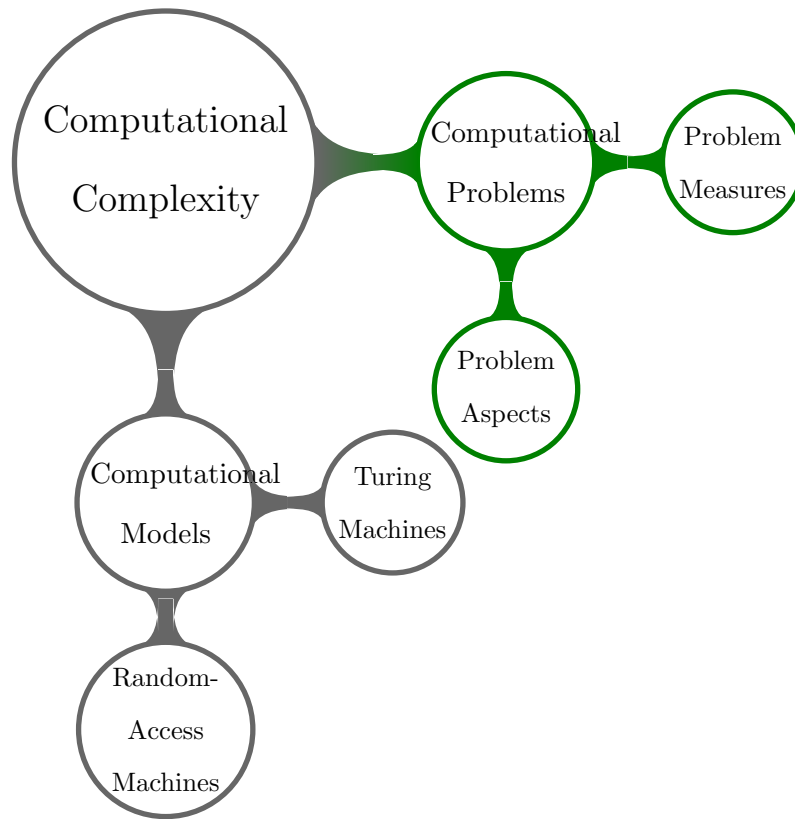 Computational
Complexity
Computational
Problems
Problem
Measures
Problem
Aspects
Computational
Models
Turing
Machines
Random-
Access
Machines